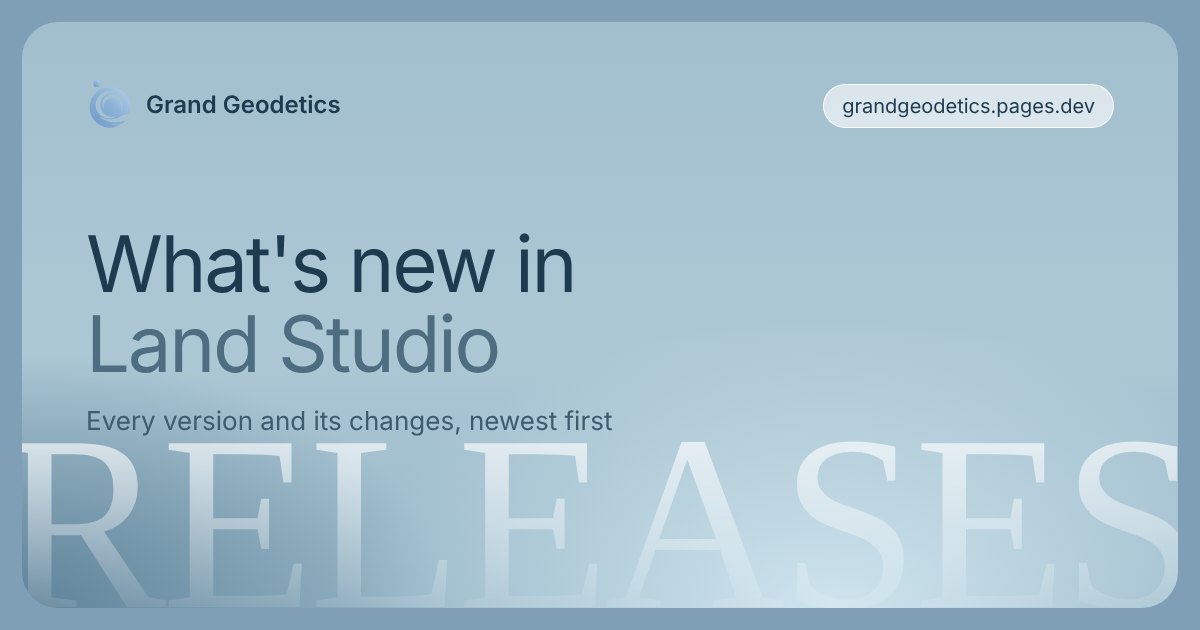 Grand Geodetics
grandgeodetics.pages.dev
What's new in
Land Studio
Every version and its changes, newest first
RELEASES